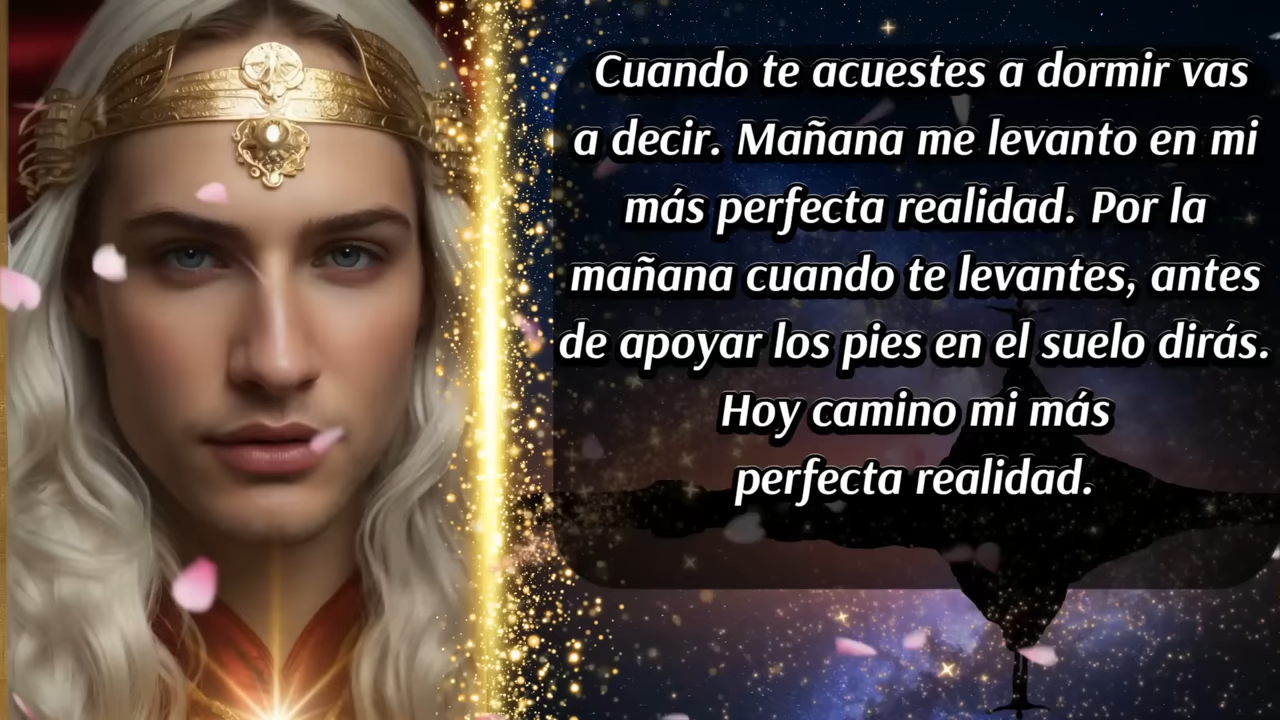 Cuando te acuestes a dormir vas
a decir. Mañana me levanto en mi
más perfecta realidad. Por la
mañana cuando te levantes, antes
de apoyar los pies en el suelo dirás.
Hoy camino mi más
perfecta realidad.